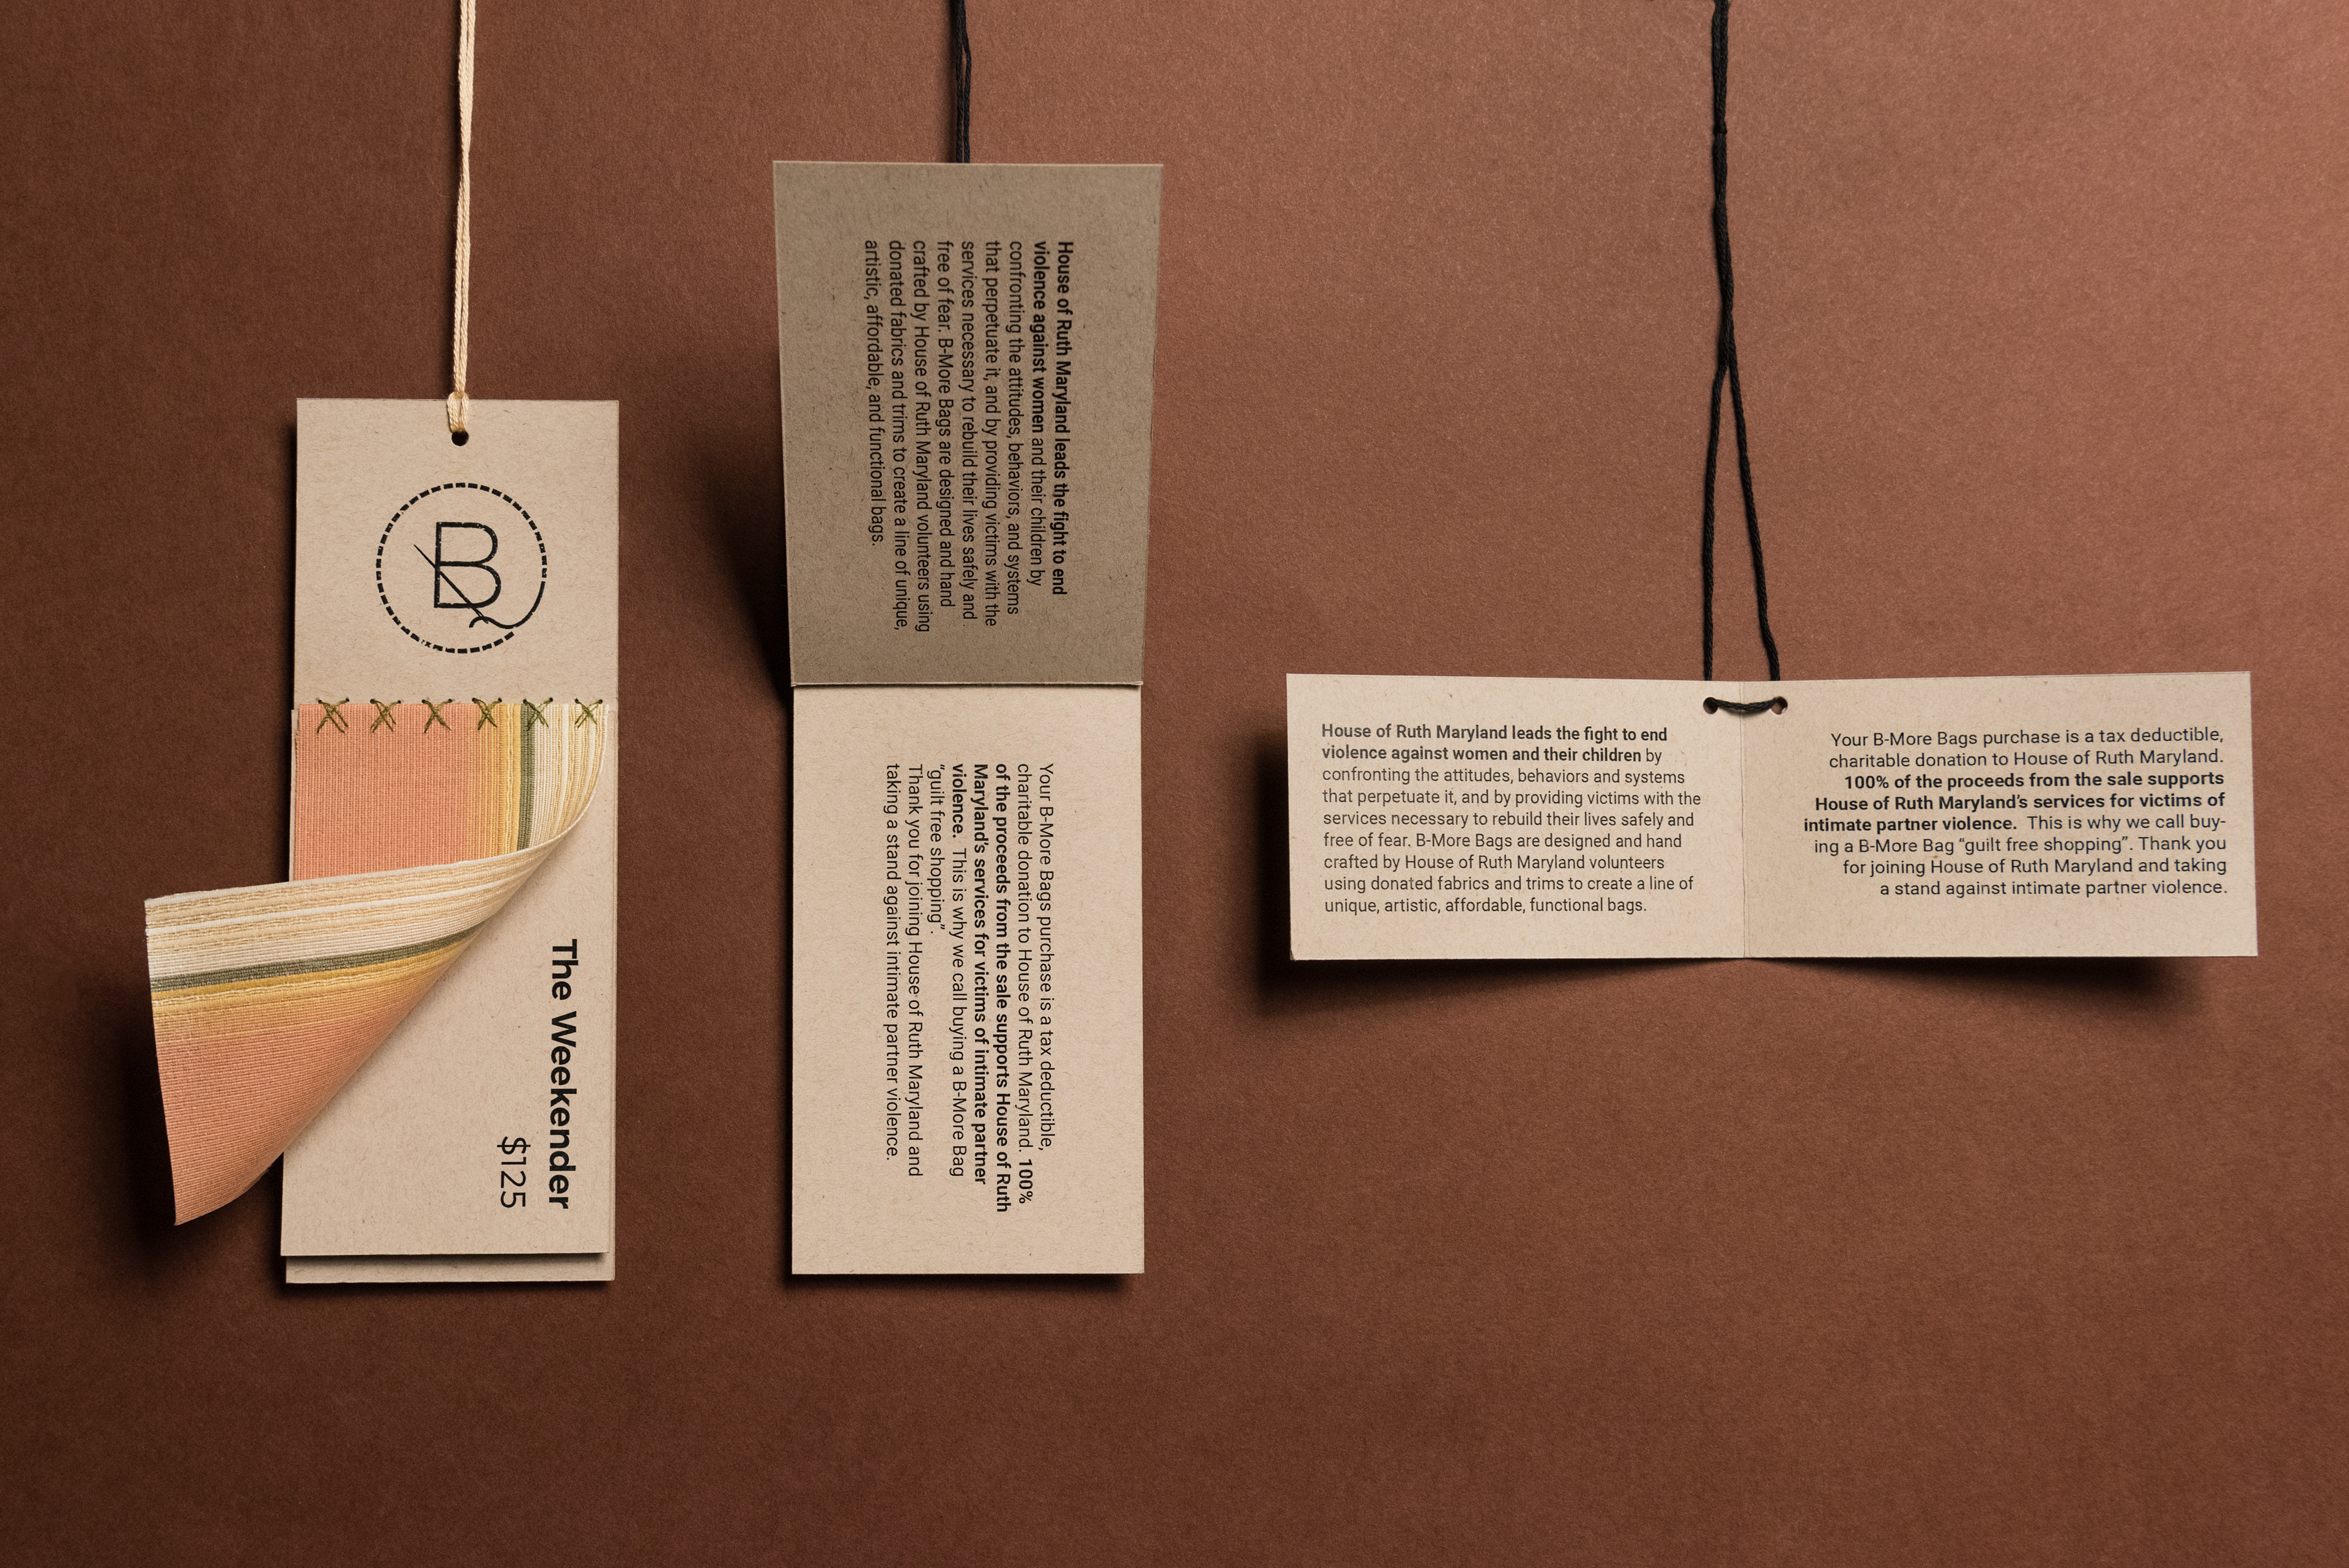 B
The Weekender
$125
House of Ruth Maryland leads the fight to end
violence against women and their children by
confronting the attitudes, behaviors, and systems
that perpetuate it, and by providing victims with the
services necessary to rebuild their lives safely and
free of fear. B-More Bags are designed and hand
crafted by House of Ruth Maryland volunteers using
donated fabrics and trims to create a line of unique,
artistic, affordable, and functional bags.
Your B-More Bags purchase is a tax deductible,
charitable donation to House of Ruth Maryland. 100%
of the proceeds from the sale supports House of Ruth
Maryland's services for victims of intimate partner
violence. This is why we call buying a B-More Bag
“guilt free shopping”.
Thank you for joining House of Ruth Maryland and
taking a stand against intimate partner violence.
House of Ruth Maryland leads the fight to end
violence against women and their children by
confronting the attitudes, behaviors and systems
that perpetuate it, and by providing victims with the
services necessary to rebuild their lives safely and
free of fear. B-More Bags are designed and hand
crafted by House of Ruth Maryland volunteers
using donated fabrics and trims to create a line of
unique, artistic, affordable, functional bags.
Your B-More Bags purchase is a tax deductible,
charitable donation to House of Ruth Maryland.
100% of the proceeds from the sale supports
House of Ruth Maryland's services for victims of
intimate partner violence. This is why we call buy-
ing a B-More Bag “guilt free shopping”. Thank you
for joining House of Ruth Maryland and taking
a stand against intimate partner violence.